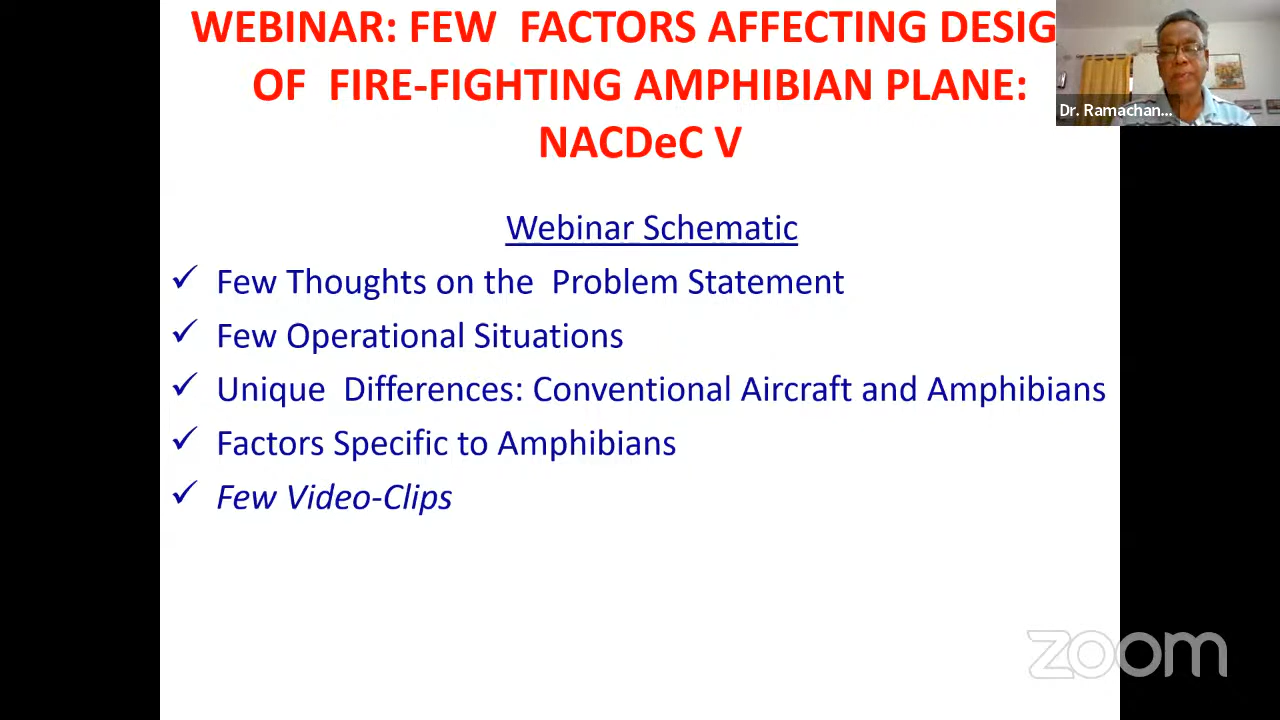 WEBINAR: FEW FACTORS AFFECTING DESIG
OF FIRE-FIGHTING AMPHIBIAN PLANE:
NACDeC V
Dr. Ramachan...
Webinar Schematic
✓ Few Thoughts on the Problem Statement
✓ Few Operational Situations
✓ Unique Differences: Conventional Aircraft and Amphibians
✓ Factors Specific to Amphibians
✓ Few Video-Clips
zoom